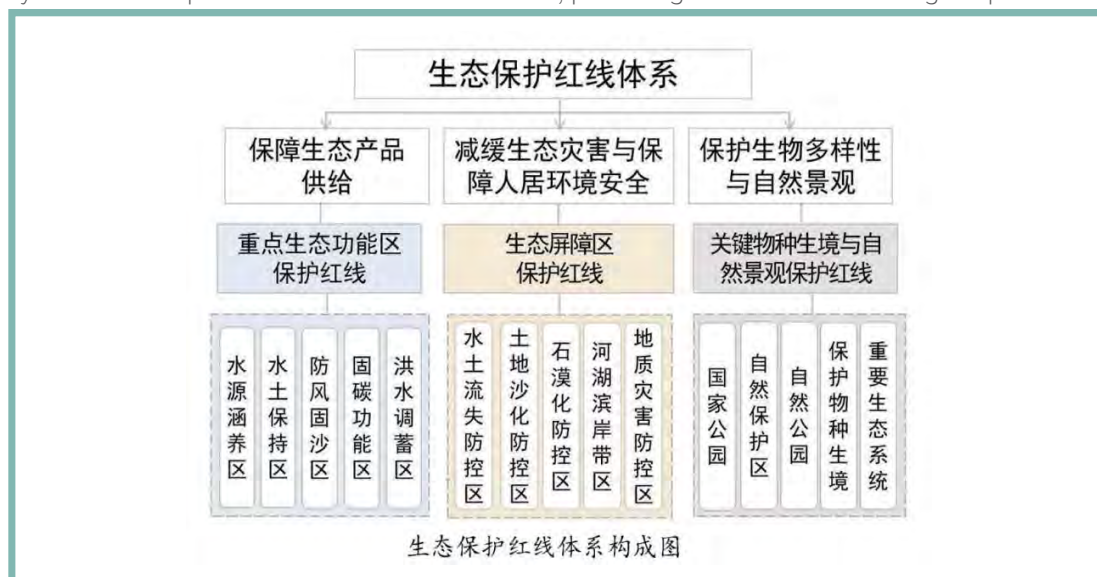 生态保护红线体系
保障生态产品
供给
减缓生态灾害与保
障人居环境安全
保护生物多样性
与自然景观
重点生态功能区
保护红线
生态屏障区
保护红线
关键物种生境与自
然景观保护红线
水源涵养区
水土保持区
防风固沙区
固碳功能区
洪水调蓄区
水土流失防控区
土地沙化防控区
石漠化防控区
河湖滨岸带区
地质灾害防控区
国家公园
自然保护区
自然公园
保护物种生境
重要生态系统
生态保护红线体系构成图